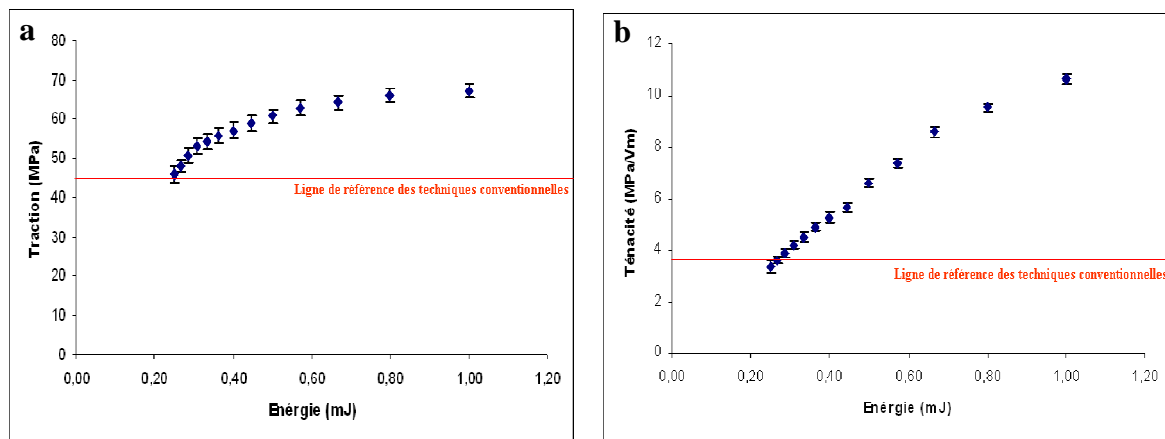 a
80
70
60
50
40
30
20
10
0
Traction (MPa)
Ligne de référence des techniques conventionnelles
0,00 0,20 0,40 0,60 0,80 1,00 1,20
Enérgie (mJ)
b
12
10
8
6
4
2
0
Ténacité (MPa/Vm)
Ligne de référence des techniques conventionnelles
0,00 0,20 0,40 0,60 0,80 1,00 1,20
Enérgie (mJ)